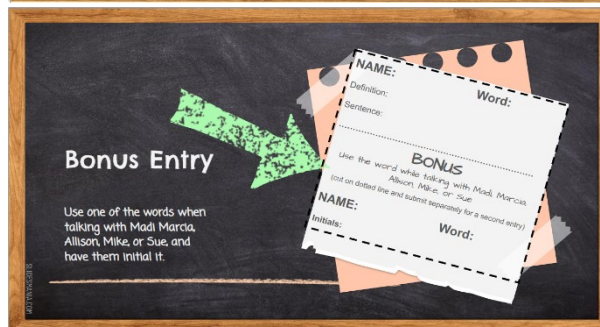 Bonus Entry
Use one of the words when
talking with Madi Marcia,
Allison, Mike, or Sue, and
have them initial it.
NAME:
Word:
Definition:
Sentence:
BONUS
Use the word while talking with Madi, Marcia,
Allison, Mike, or Sue
(cut on dotted line and submit separately for a second entry)
NAME:
Word:
Initials:
SLIDESMANIA.COM